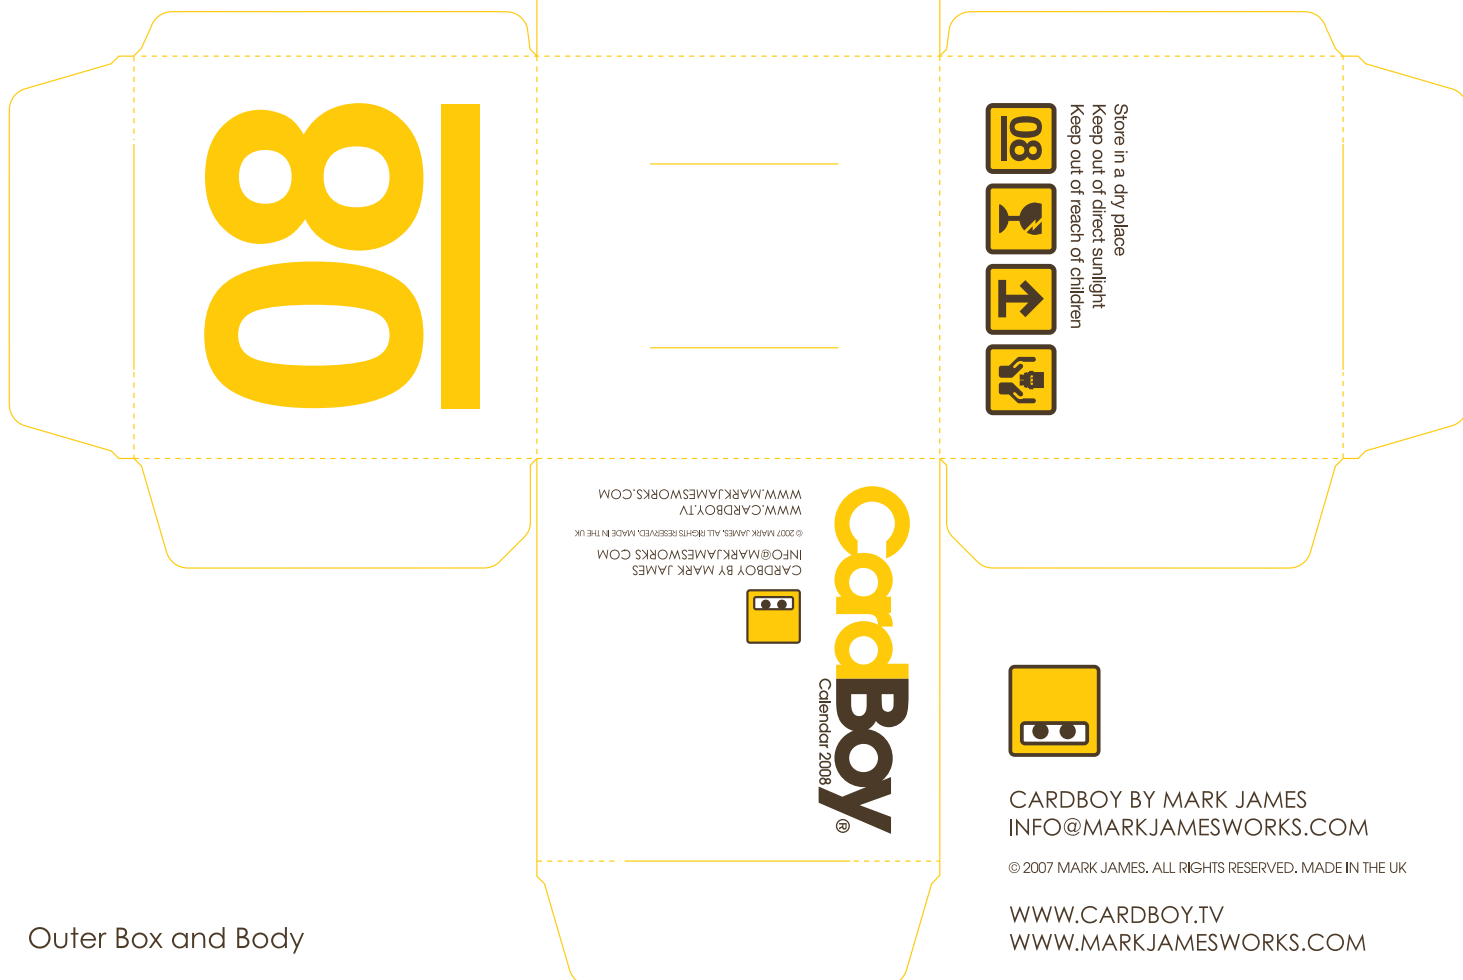 08
08
Store in a dry place
Keep out of direct sunlight
Keep out of reach of children
CardBoy®
Calendar 2008
CARDBOY BY MARK JAMES
INFO@MARKJAMESWORKS COM
© 2007 MARK JAMES. ALL RIGHTS RESERVED. MADE IN THE UK
WWW.CARDBOY.TV
WWW.MARKJAMESWORKS.COM
CARDBOY BY MARK JAMES
INFO@MARKJAMESWORKS.COM
© 2007 MARK JAMES. ALL RIGHTS RESERVED. MADE IN THE UK
WWW.CARDBOY.TV
WWW.MARKJAMESWORKS.COM
Outer Box and Body